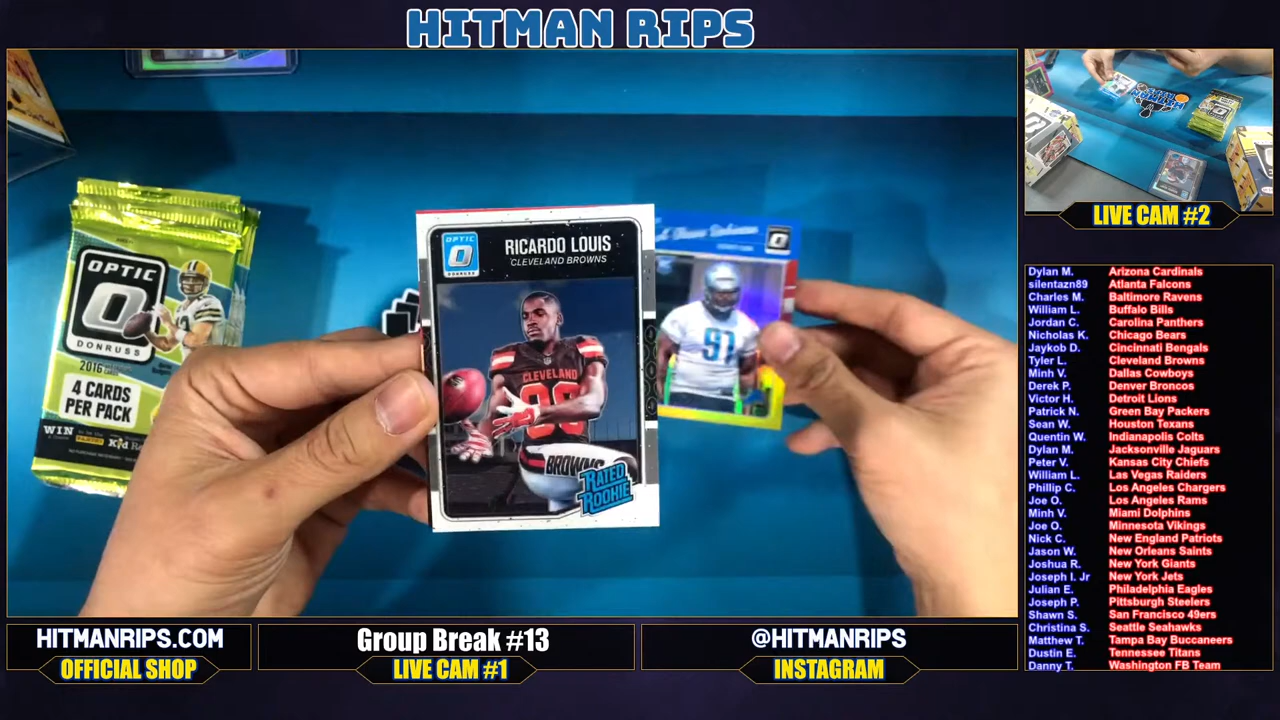 HITMAN RIPS
OPTIC
DONRUSS
2016
4 CARDS
PER PACK
WIN
OPTIC
DONRUSS
RICARDO LOUIS
CLEVELAND BROWNS
CLEVELAND
BROWNS
RATED
ROOKIE
91
LIVE CAM #2
Dylan M. Arizona Cardinals
silentazn89 Atlanta Falcons
Charles M. Baltimore Ravens
William L. Buffalo Bills
Jordan C. Carolina Panthers
Nicholas K. Chicago Bears
Jaykob D. Cincinnati Bengals
Tyler L. Cleveland Browns
Minh V. Dallas Cowboys
Derek P. Denver Broncos
Victor H. Detroit Lions
Patrick N. Green Bay Packers
Sean W. Houston Texans
Quentin W. Indianapolis Colts
Dylan M. Jacksonville Jaguars
Peter V. Kansas City Chiefs
William L. Las Vegas Raiders
Phillip C. Los Angeles Chargers
Joe O. Los Angeles Rams
Minh V. Miami Dolphins
Joe O. Minnesota Vikings
Nick C. New England Patriots
Jason W. New Orleans Saints
Joshua R. New York Giants
Joseph I. Jr New York Jets
Julian E. Philadelphia Eagles
Joseph P. Pittsburgh Steelers
Shawn S. San Francisco 49ers
Christina S. Seattle Seahawks
Matthew T. Tampa Bay Buccaneers
Dustin E. Tennessee Titans
Danny T. Washington FB Team
HITMANRIPS.COM
OFFICIAL SHOP
Group Break #13
LIVE CAM #1
@HITMANRIPS
INSTAGRAM